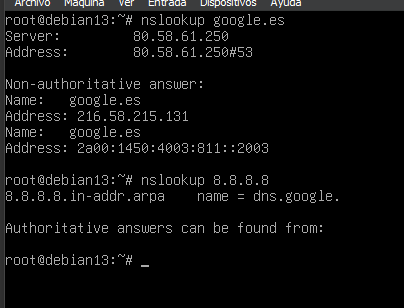 Archivo Máquina Ver Entrada Dispositivos Ayuda
root@debian13:~# nslookup google.es
Server: 80.58.61.250
Address: 80.58.61.250#53
Non-authoritative answer:
Name: google.es
Address: 216.58.215.131
Name: google.es
Address: 2a00:1450:4003:811::2003
root@debian13:~# nslookup 8.8.8.8
8.8.8.8.in-addr.arpa name = dns.google.
Authoritative answers can be found from:
root@debian13:~# _